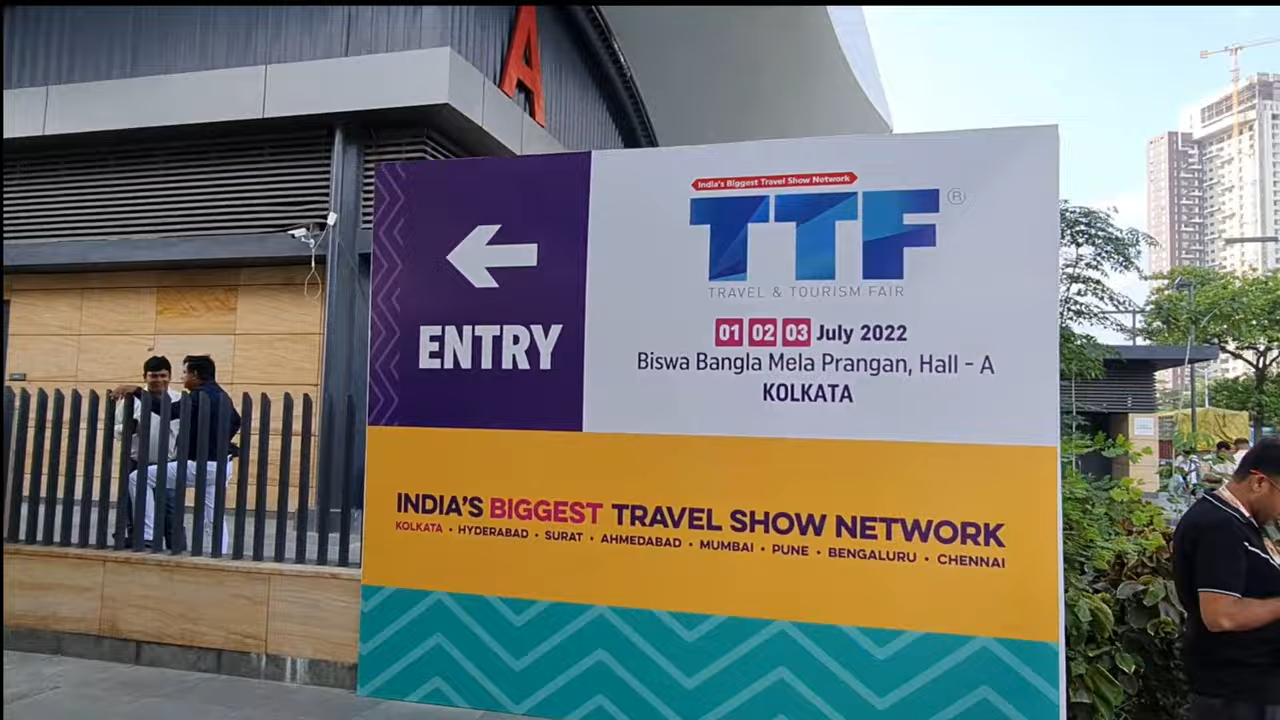 A
ENTRY
India's Biggest Travel Show Network
TTF®
TRAVEL & TOURISM FAIR
01 02 03 July 2022
Biswa Bangla Mela Prangan, Hall - A
KOLKATA
INDIA'S BIGGEST TRAVEL SHOW NETWORK
KOLKATA • HYDERABAD • SURAT • AHMEDABAD • MUMBAI • PUNE • BENGALURU • CHENNAI